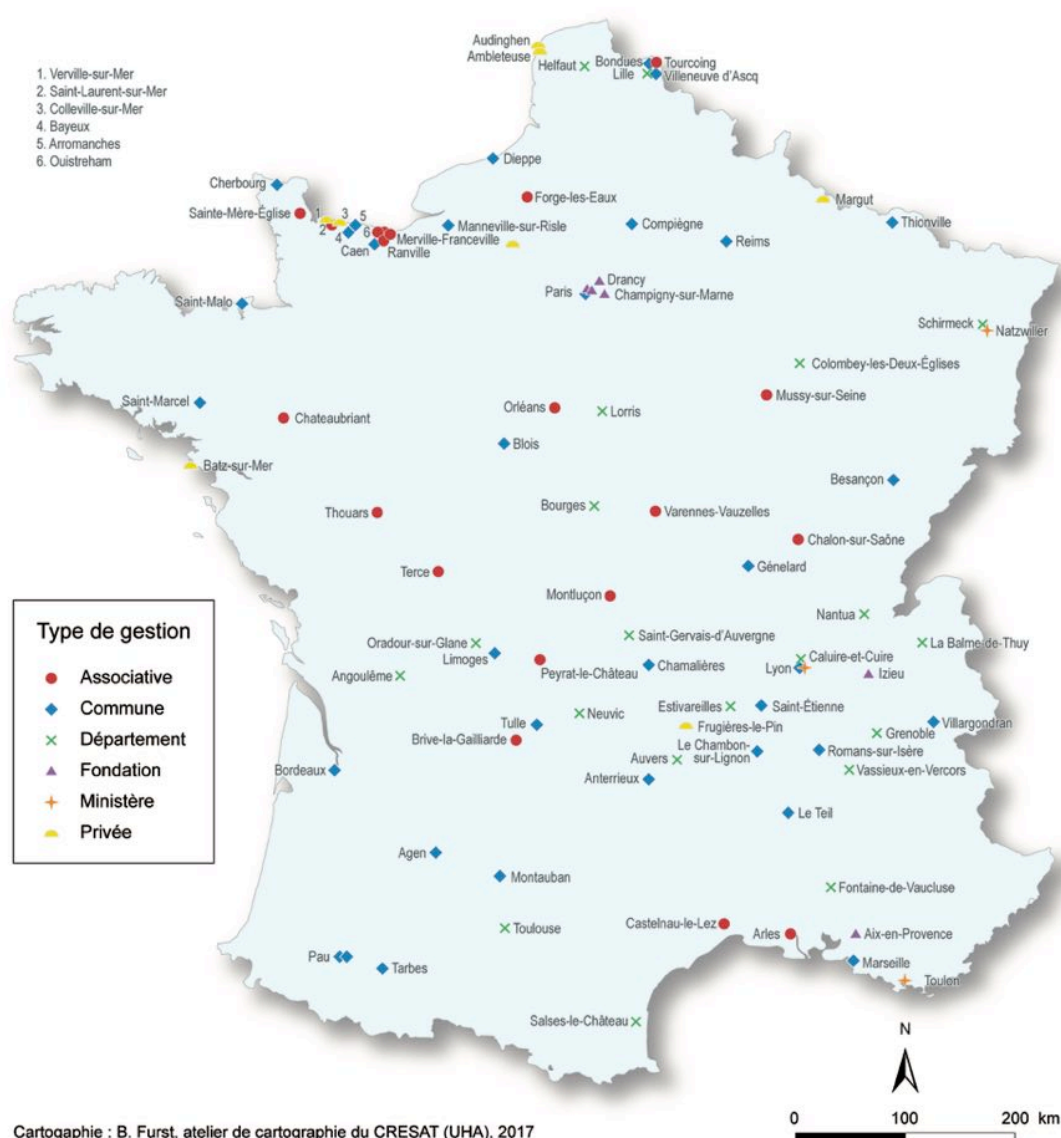 1. Verville-sur-Mer
2. Saint-Laurent-sur-Mer
3. Colleville-sur-Mer
4. Bayeux
5. Arromanches
6. Ouistreham
Audinghen
Ambleteuse
Helfaut
Bondues
Tourcoing
Lille
Villeneuve d'Ascq
Dieppe
Cherbourg
Forge-les-Eaux
Margut
Sainte-Mère-Église
1
3
5
2
4
6
Manneville-sur-Risle
Compiègne
Thionville
Merville-Franceville
Reims
Caen
Ranville
Drancy
Paris
Champigny-sur-Marne
Saint-Malo
Schirmeck
Natzwiller
Colombey-les-Deux-Églises
Saint-Marcel
Mussy-sur-Seine
Chateaubriant
Orléans
Lorris
Blois
Batz-sur-Mer
Besançon
Bourges
Thouars
Varennes-Vauzelles
Chalon-sur-Saône
Terce
Génelard
Montluçon
Nantua
Saint-Gervais-d'Auvergne
Oradour-sur-Glane
La Balme-de-Thuy
Limoges
Caluire-et-Cuire
Peyrat-le-Château
Chamalières
Lyon
Izieu
Angoulême
Neuvic
Estivareilles
Saint-Étienne
Tulle
Frugières-le-Pin
Villargondran
Brive-la-Gailliarde
Grenoble
Le Chambon-
sur-Lignon
Romans-sur-Isère
Auvers
Bordeaux
Anterrieux
Vassieux-en-Vercors
Le Teil
Agen
Montauban
Fontaine-de-Vaucluse
Toulouse
Castelnau-le-Lez
Arles
Aix-en-Provence
Pau
Tarbes
Marseille
Toulon
Salses-le-Château
Type de gestion
Associative
Commune
Département
Fondation
Ministère
Privée
N
0 100 200 km
Cartogaphie : B. Furst, atelier de cartographie du CRESAT (UHA), 2017